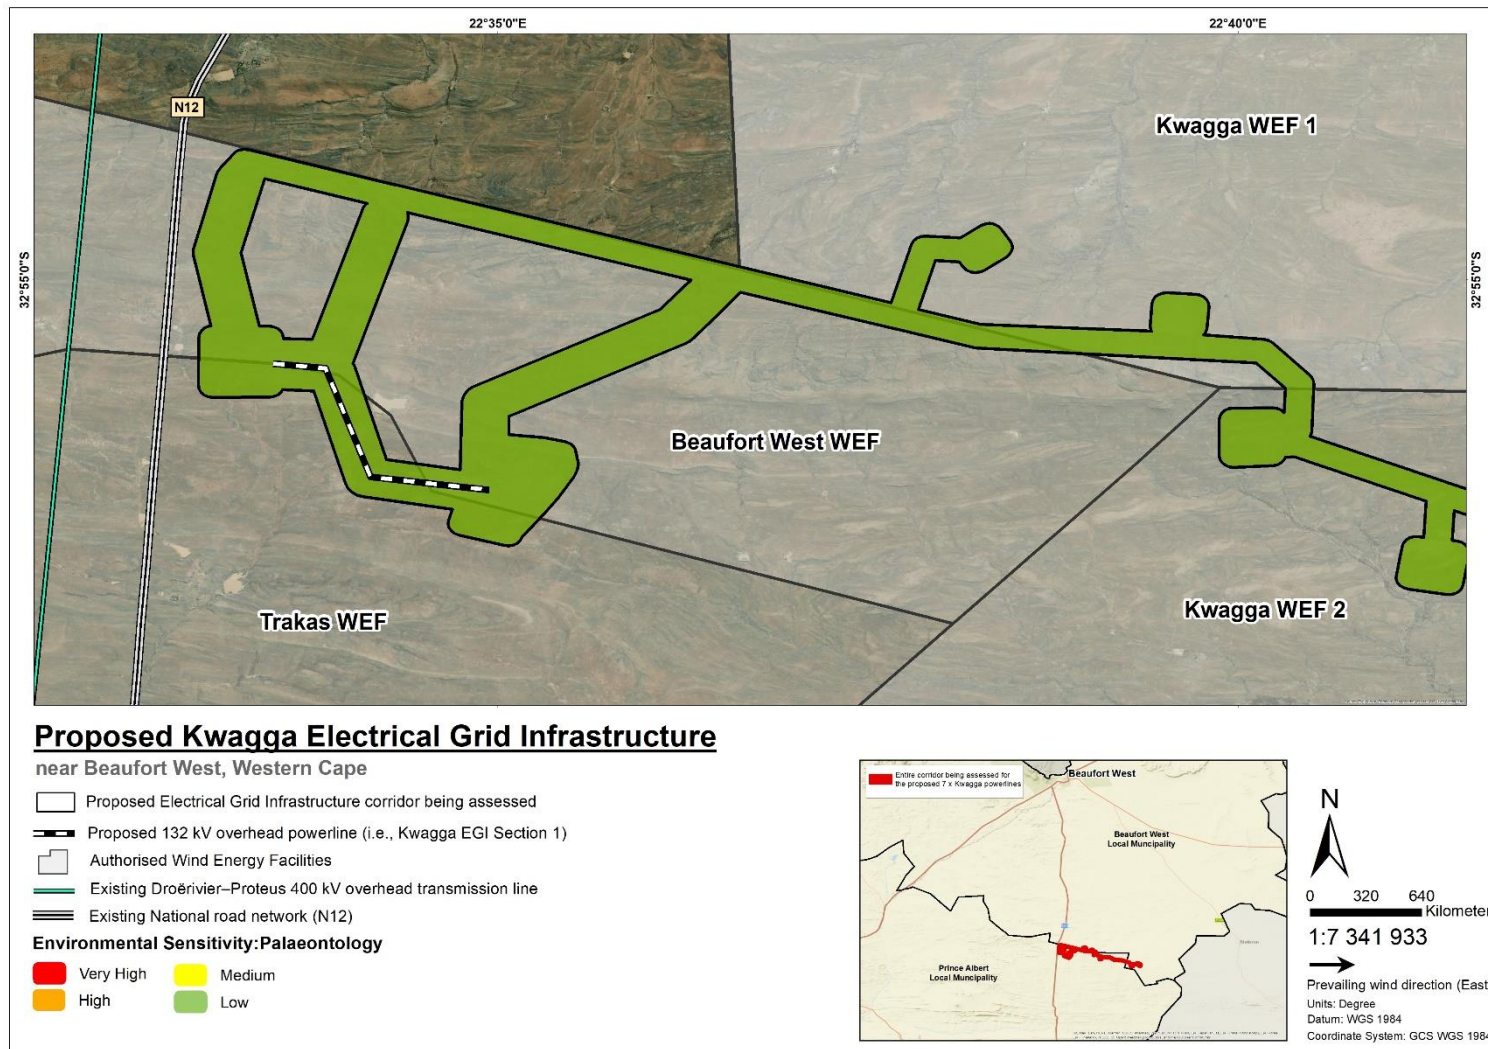 22°35'0"E
22°40'0"E
N12
Kwagga WEF 1
32°55'0"S
32°55'0"S
Beaufort West WEF
Trakas WEF
Kwagga WEF 2
Proposed Kwagga Electrical Grid Infrastructure
near Beaufort West, Western Cape
Proposed Electrical Grid Infrastructure corridor being assessed
Proposed 132 kV overhead powerline (i.e., Kwagga EGI Section 1)
Authorised Wind Energy Facilities
Existing Droërivier–Proteus 400 kV overhead transmission line
Existing National road network (N12)
Environmental Sensitivity:Palaeontology
Very High
Medium
High
Low
Entire corridor being assessed for
the proposed 7 x Kwagga powerlines
Beaufort West
Beaufort West
Local Muncipality
Prince Albert
Local Muncipality
N
0 320 640
Kilometer
1:7 341 933
Prevailing wind direction (East
Units: Degree
Datum: WGS 1984
Coordinate System: GCS WGS 1984